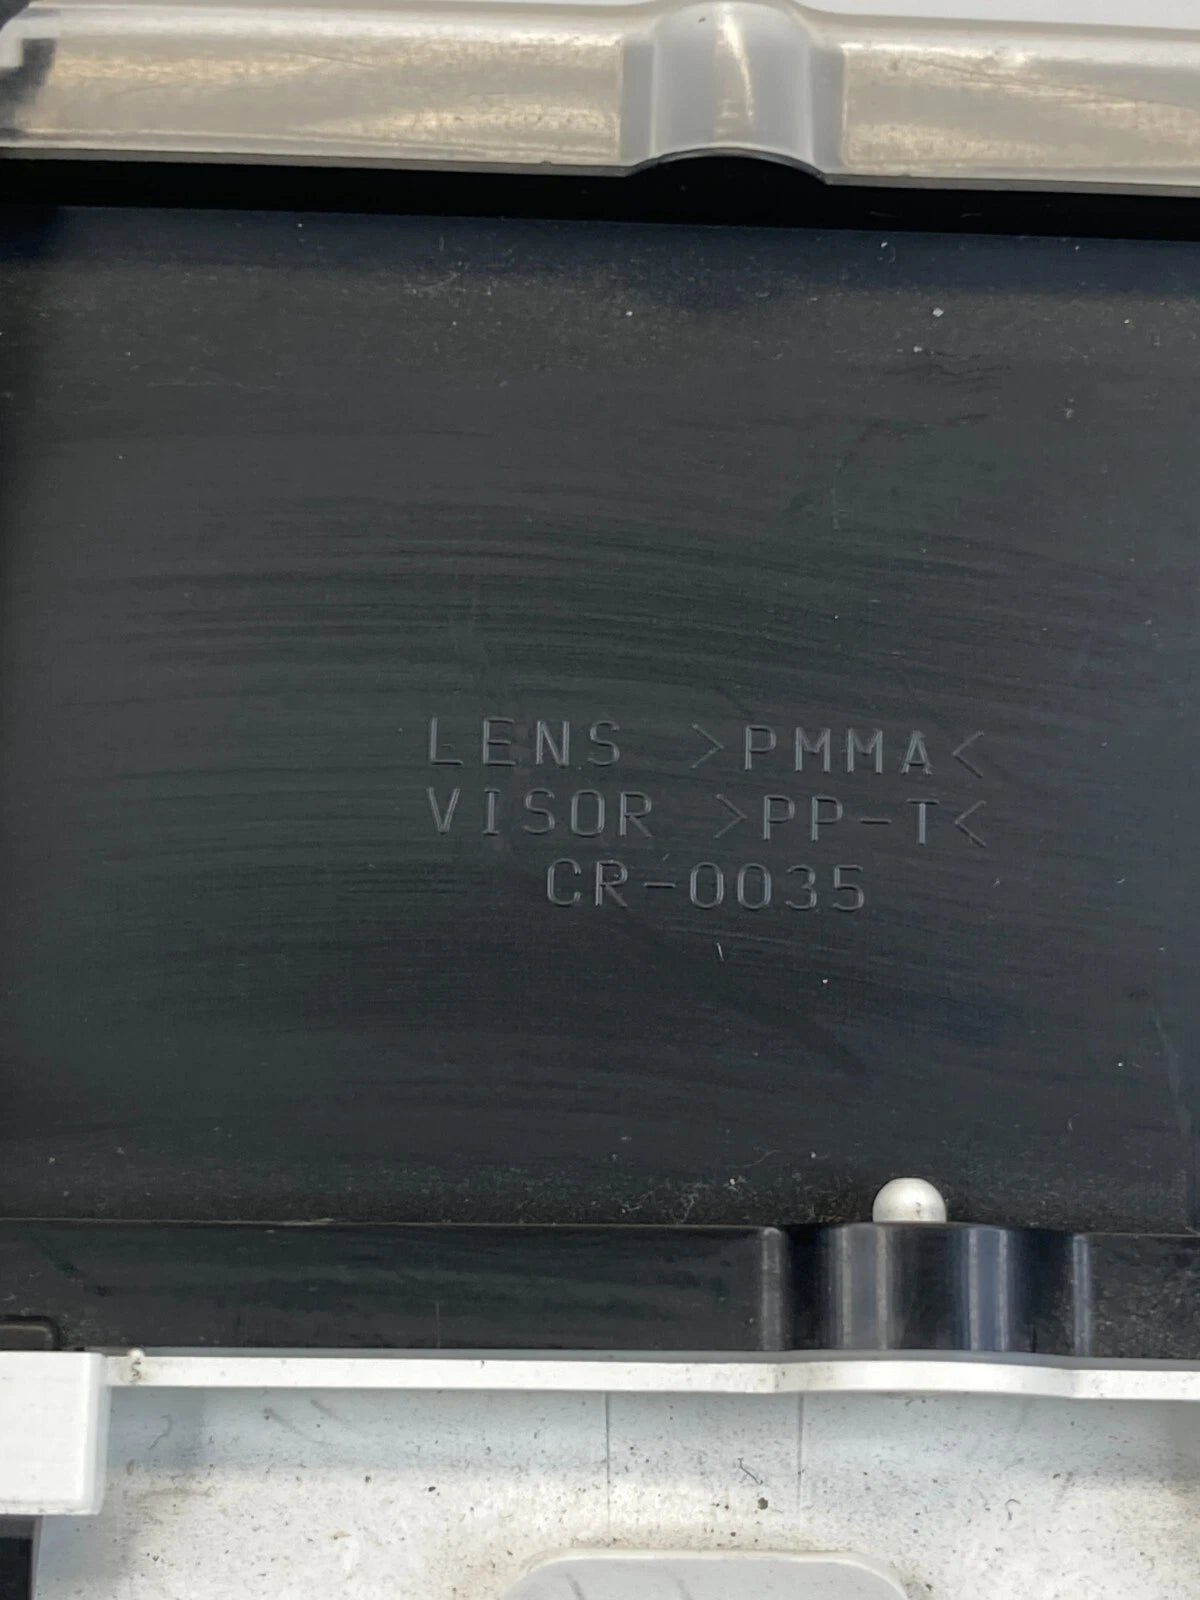 LENS >PMMA<
VISOR >PP-T<
CR-0035